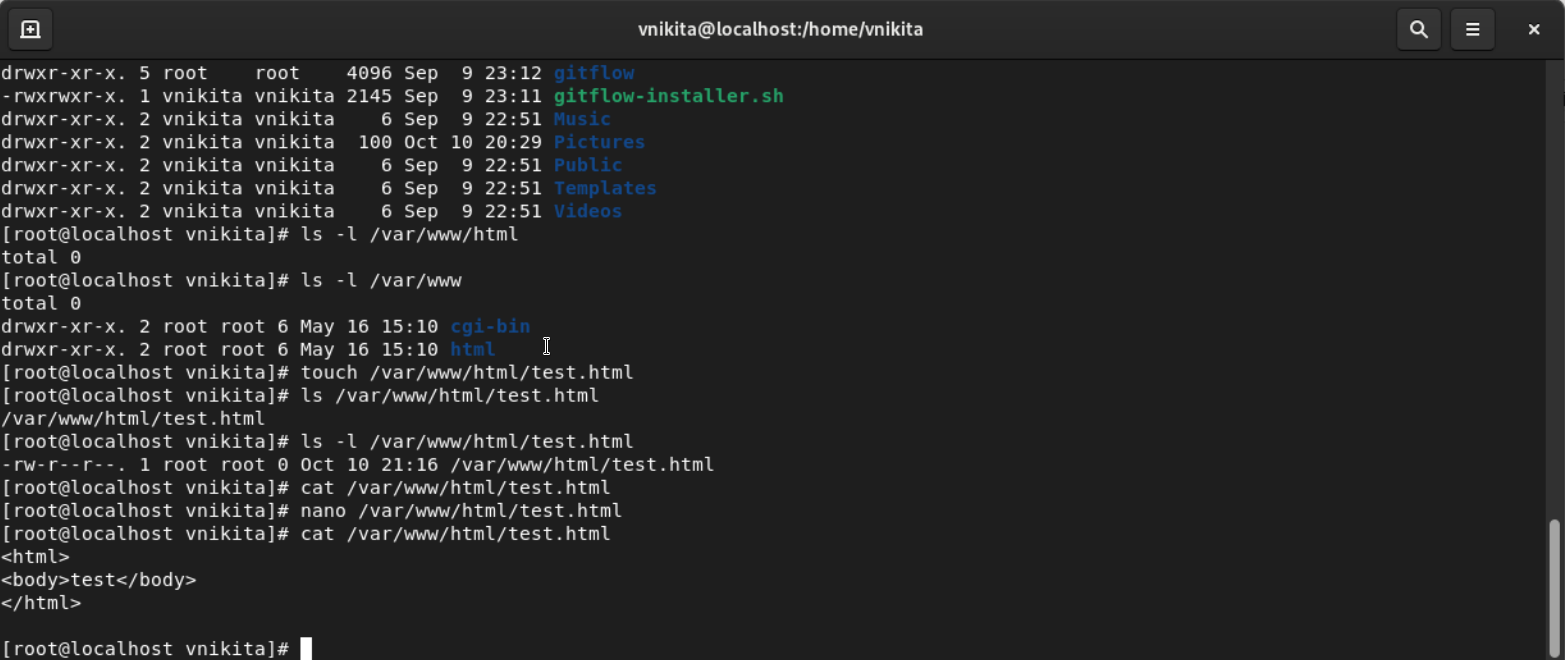 vnikita@localhost:/home/vnikita
drwxr-xr-x. 5 root    root    4096 Sep  9 23:12 gitflow
-rwxrwxr-x. 1 vnikita vnikita 2145 Sep  9 23:11 gitflow-installer.sh
drwxr-xr-x. 2 vnikita vnikita    6 Sep  9 22:51 Music
drwxr-xr-x. 2 vnikita vnikita  100 Oct 10 20:29 Pictures
drwxr-xr-x. 2 vnikita vnikita    6 Sep  9 22:51 Public
drwxr-xr-x. 2 vnikita vnikita    6 Sep  9 22:51 Templates
drwxr-xr-x. 2 vnikita vnikita    6 Sep  9 22:51 Videos
[root@localhost vnikita]# ls -l /var/www/html
total 0
[root@localhost vnikita]# ls -l /var/www
total 0
drwxr-xr-x. 2 root root 6 May 16 15:10 cgi-bin
drwxr-xr-x. 2 root root 6 May 16 15:10 html
[root@localhost vnikita]# touch /var/www/html/test.html
[root@localhost vnikita]# ls /var/www/html/test.html
/var/www/html/test.html
[root@localhost vnikita]# ls -l /var/www/html/test.html
-rw-r--r--. 1 root root 0 Oct 10 21:16 /var/www/html/test.html
[root@localhost vnikita]# cat /var/www/html/test.html
[root@localhost vnikita]# nano /var/www/html/test.html
[root@localhost vnikita]# cat /var/www/html/test.html
<html>
<body>test</body>
</html>

[root@localhost vnikita]#